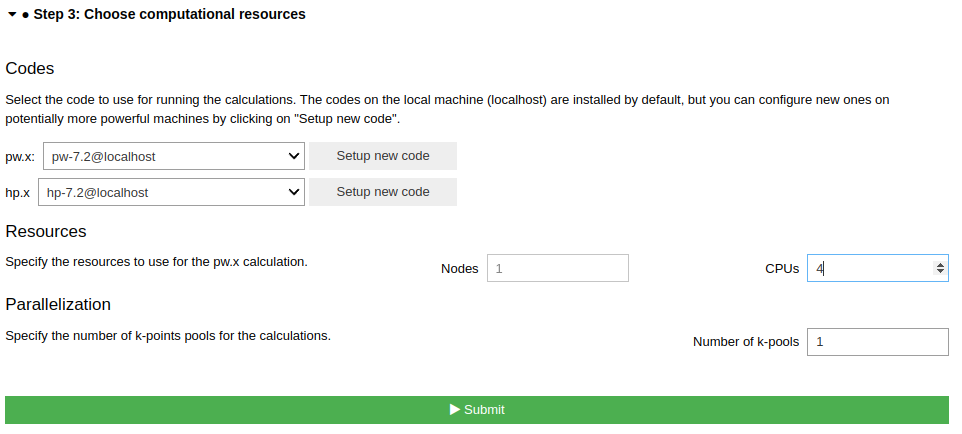 Step 3: Choose computational resources
Codes
Select the code to use for running the calculations. The codes on the local machine (localhost) are installed by default, but you can configure new ones on
potentially more powerful machines by clicking on "Setup new code".
pw.x: pw-7.2@localhost Setup new code
hp.x hp-7.2@localhost Setup new code
Resources
Specify the resources to use for the pw.x calculation. Nodes 1 CPUs 4
Parallelization
Specify the number of k-points pools for the calculations. Number of k-pools 1
Submit